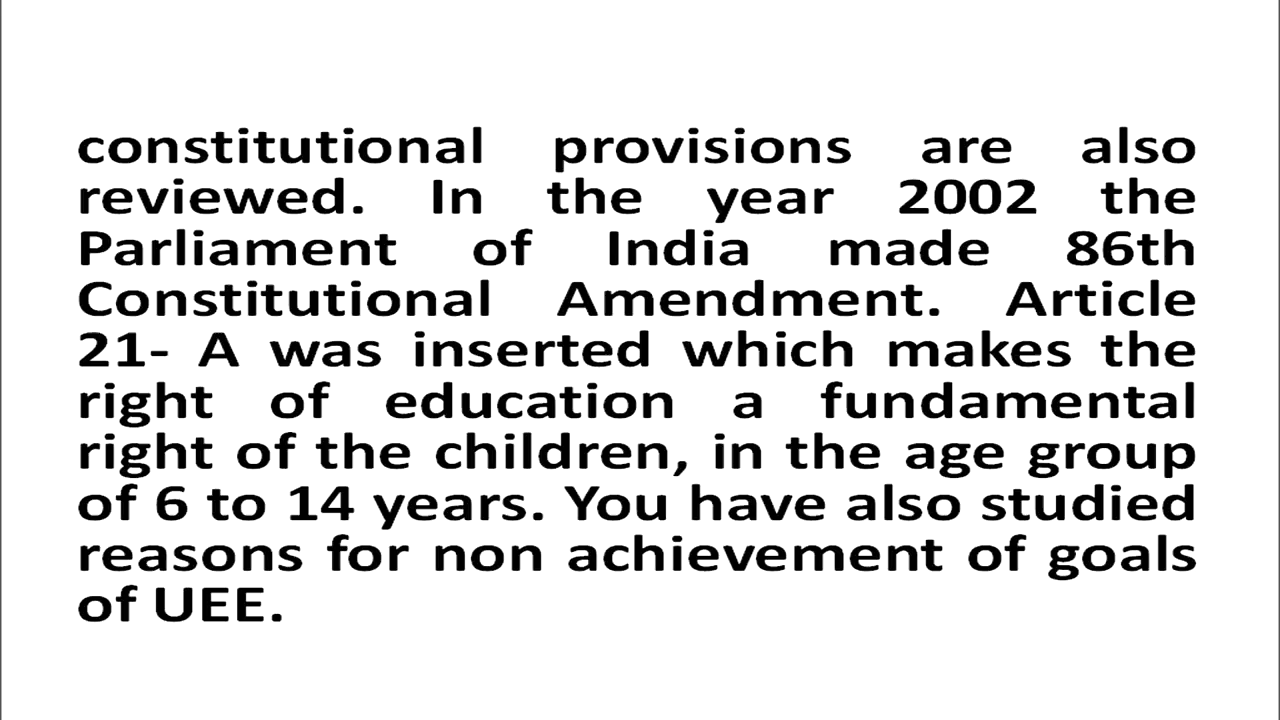 constitutional provisions are also
reviewed. In the year 2002 the
Parliament of India made 86th
Constitutional Amendment. Article
21- A was inserted which makes the
right of education a fundamental
right of the children, in the age group
of 6 to 14 years. You have also studied
reasons for non achievement of goals
of UEE.